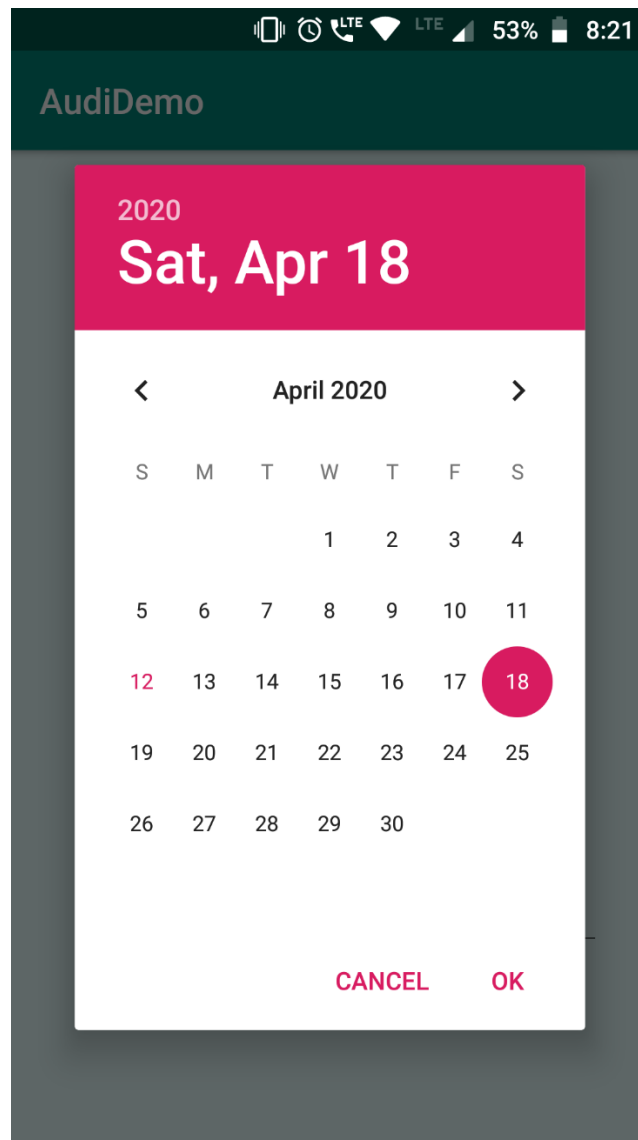 LTE LTE 53% 8:21
AudiDemo
2020
Sat, Apr 18
April 2020
S M T W T F S
1 2 3 4
5 6 7 8 9 10 11
12 13 14 15 16 17 18
19 20 21 22 23 24 25
26 27 28 29 30
CANCEL OK